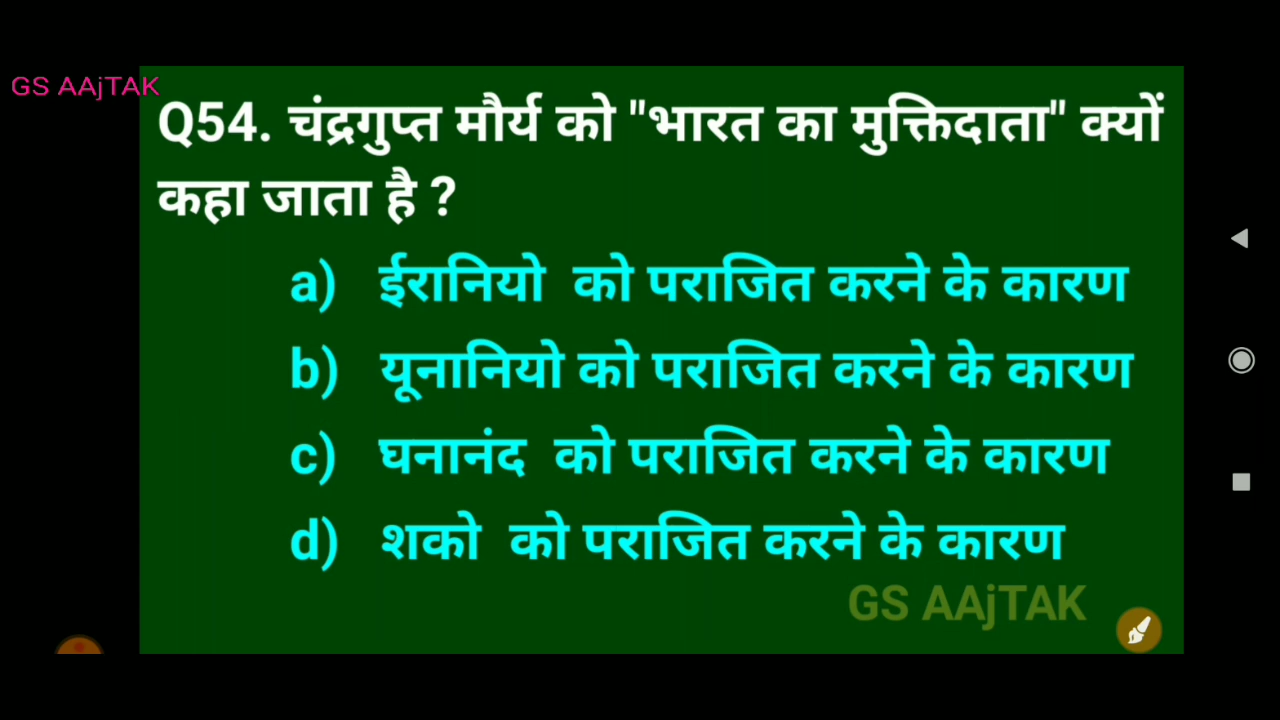 GS AAjTAK
Q54. चंद्रगुप्त मौर्य को "भारत का मुक्तिदाता" क्यों
कहा जाता है ?
a) ईरानियो को पराजित करने के कारण
b) यूनानियो को पराजित करने के कारण
c) घनानंद को पराजित करने के कारण
d) शको को पराजित करने के कारण
GS AAjTAK